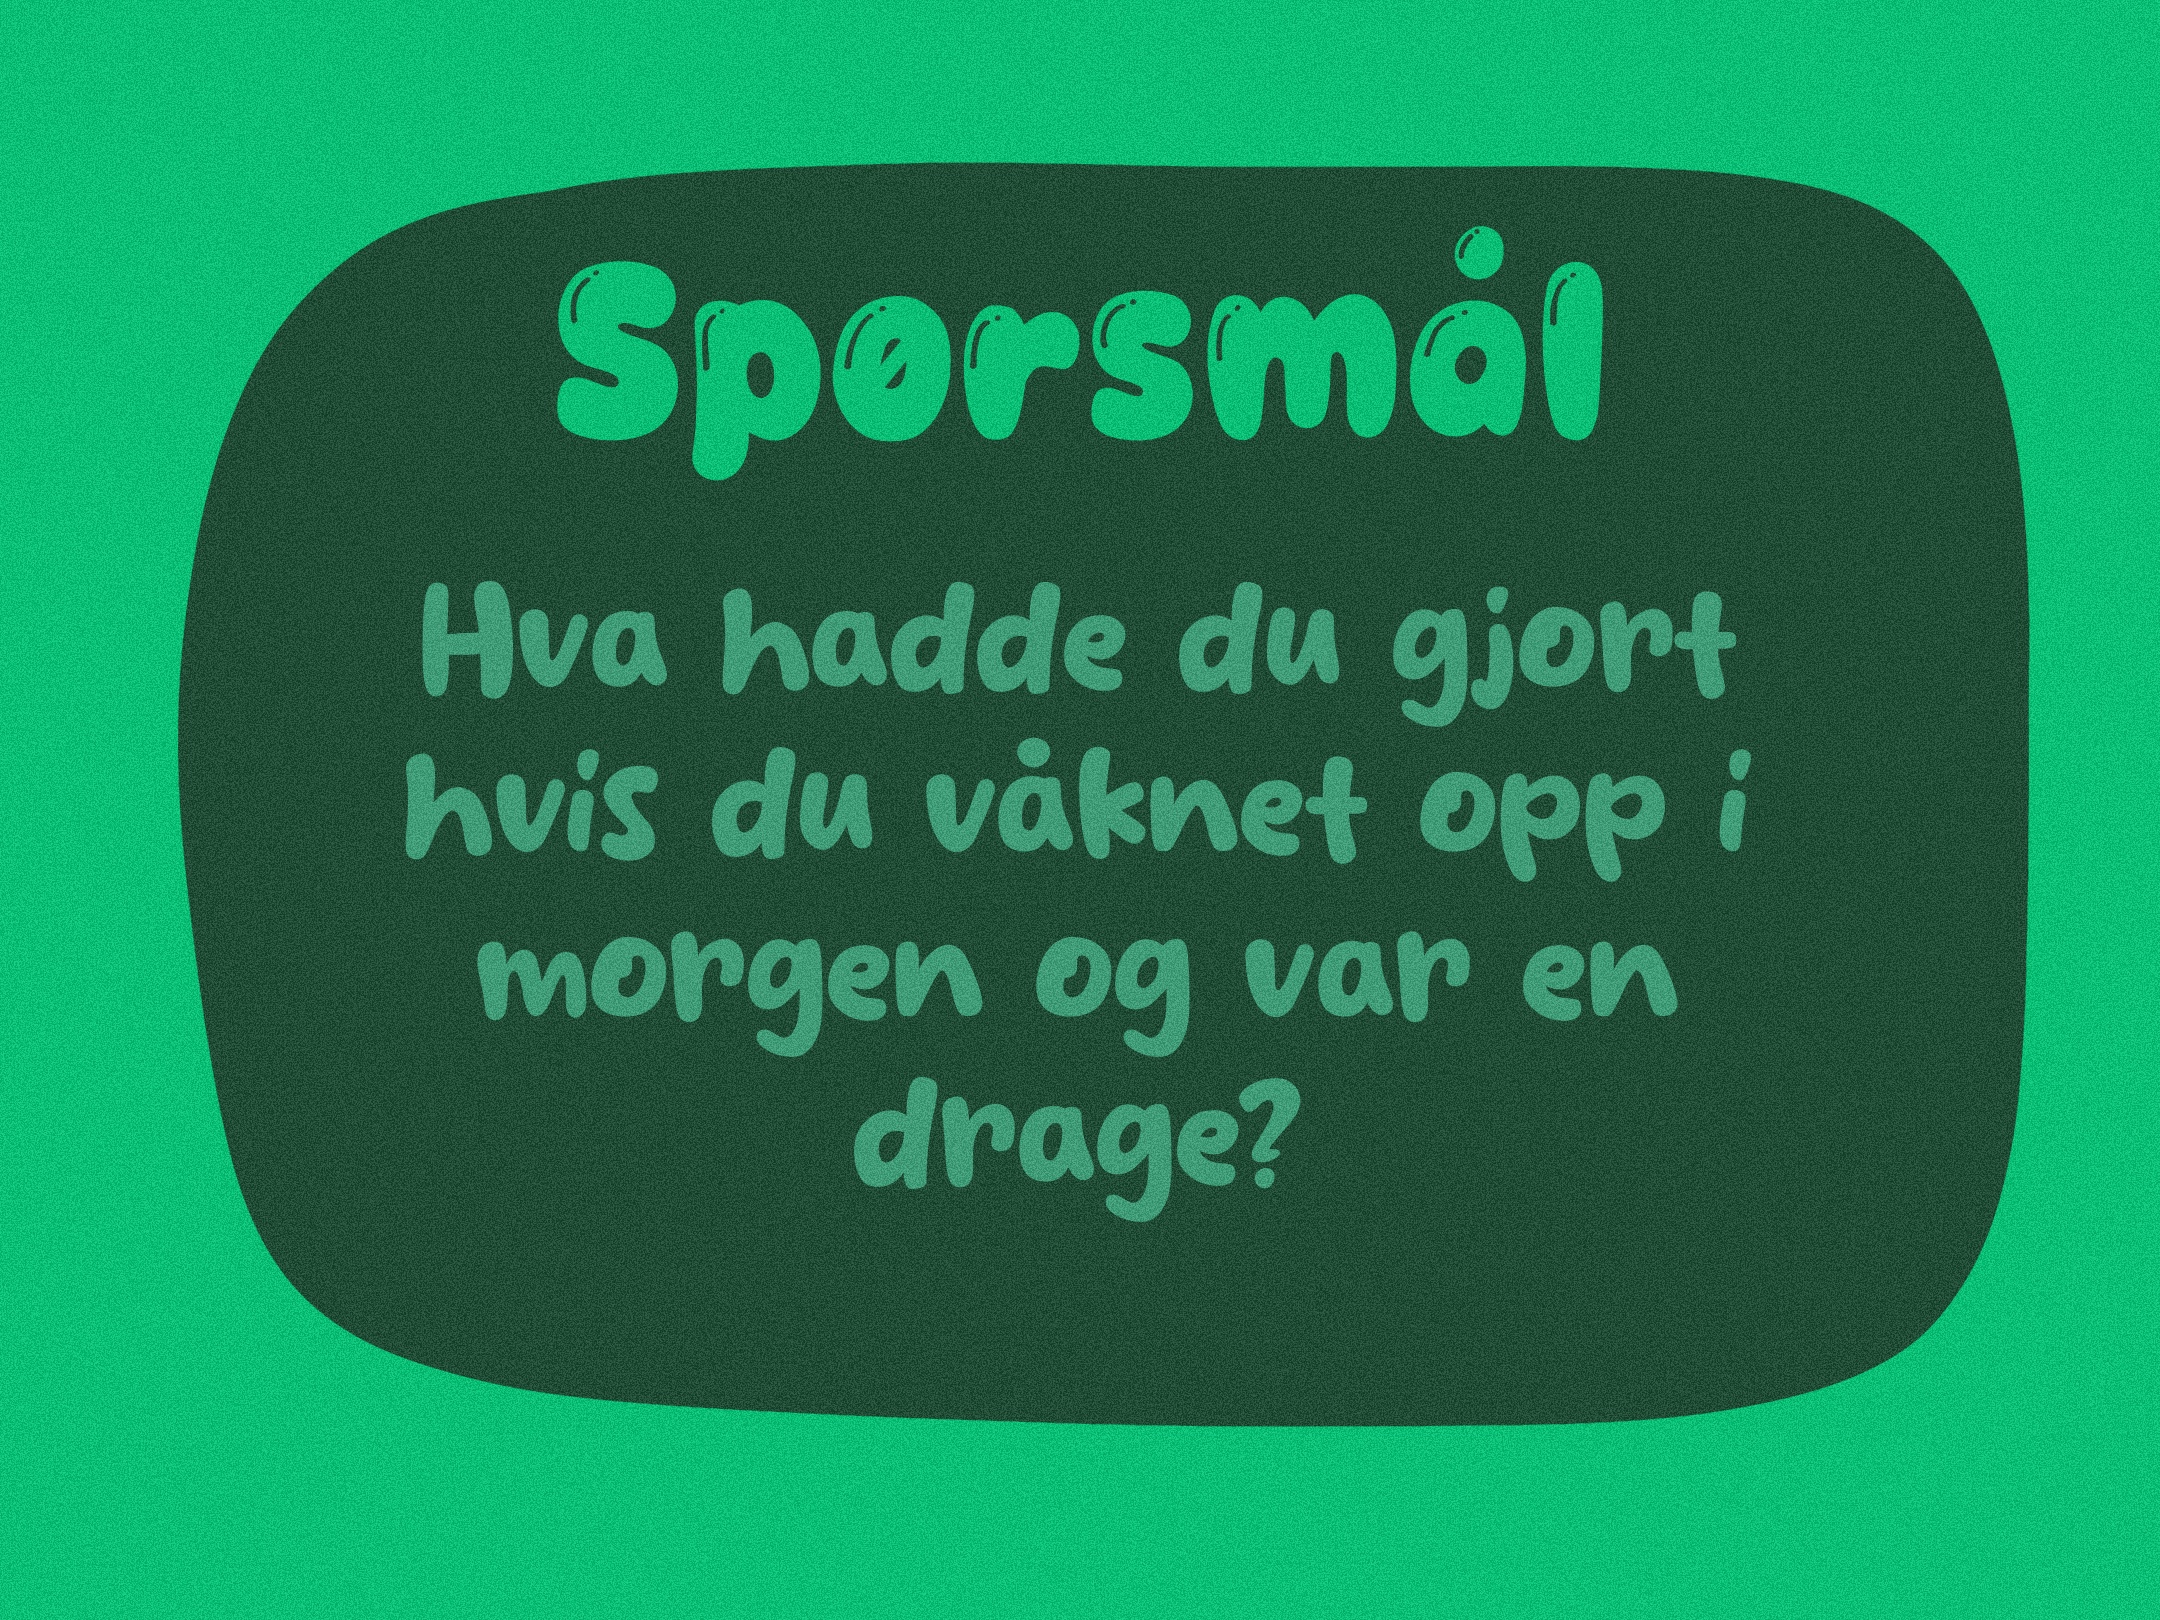 Spørsmål
Hva hadde du gjort
hvis du våknet opp i
morgen og var en
drage?